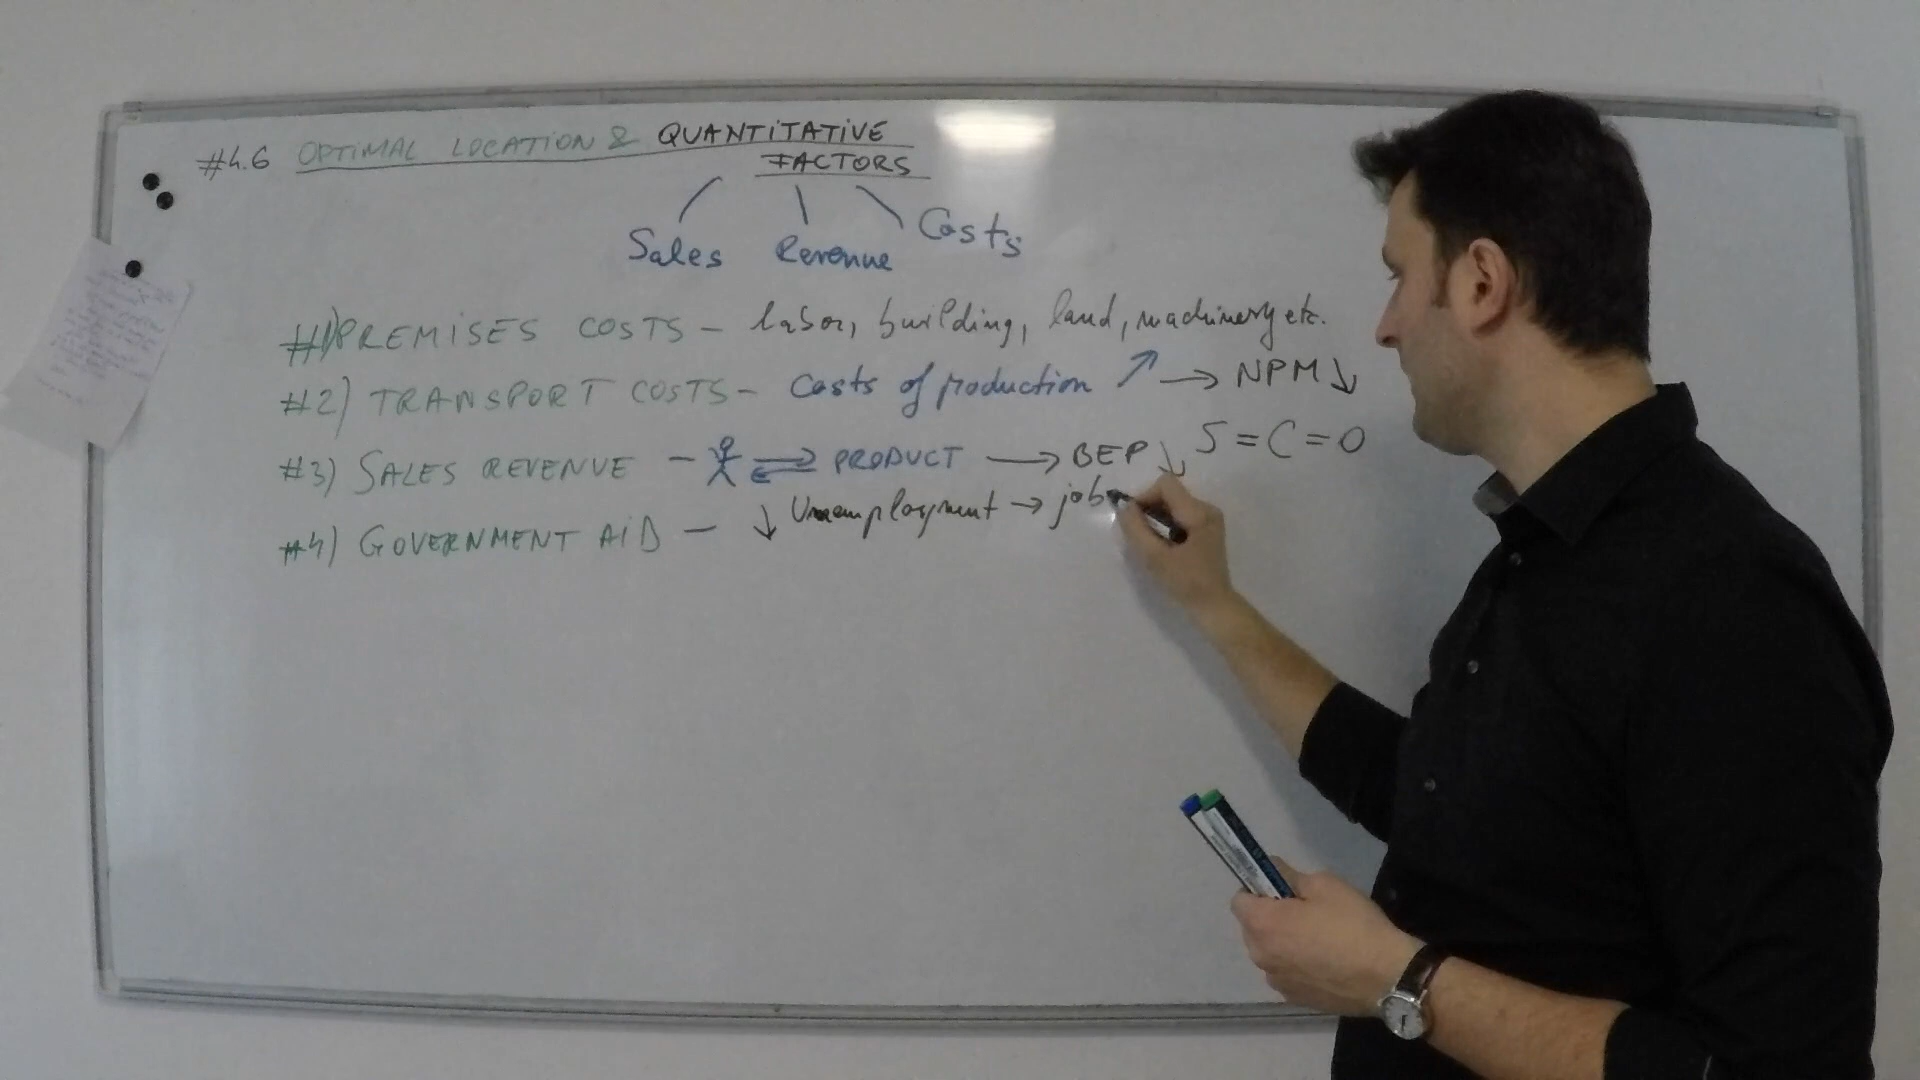 #4.6 OPTIMAL LOCATION & QUANTITATIVE
FACTORS
Sales Revenue Costs
#1) PREMISES COSTS - labor, building, land, machinery etc.
#2) TRANSPORT COSTS - Costs of production ↗ → NPM ↓
#3) SALES REVENUE - ⇄ PRODUCT → BEP ↓ S = C = 0
#4) GOVERNMENT AID - ↓ Unemployment → jobs